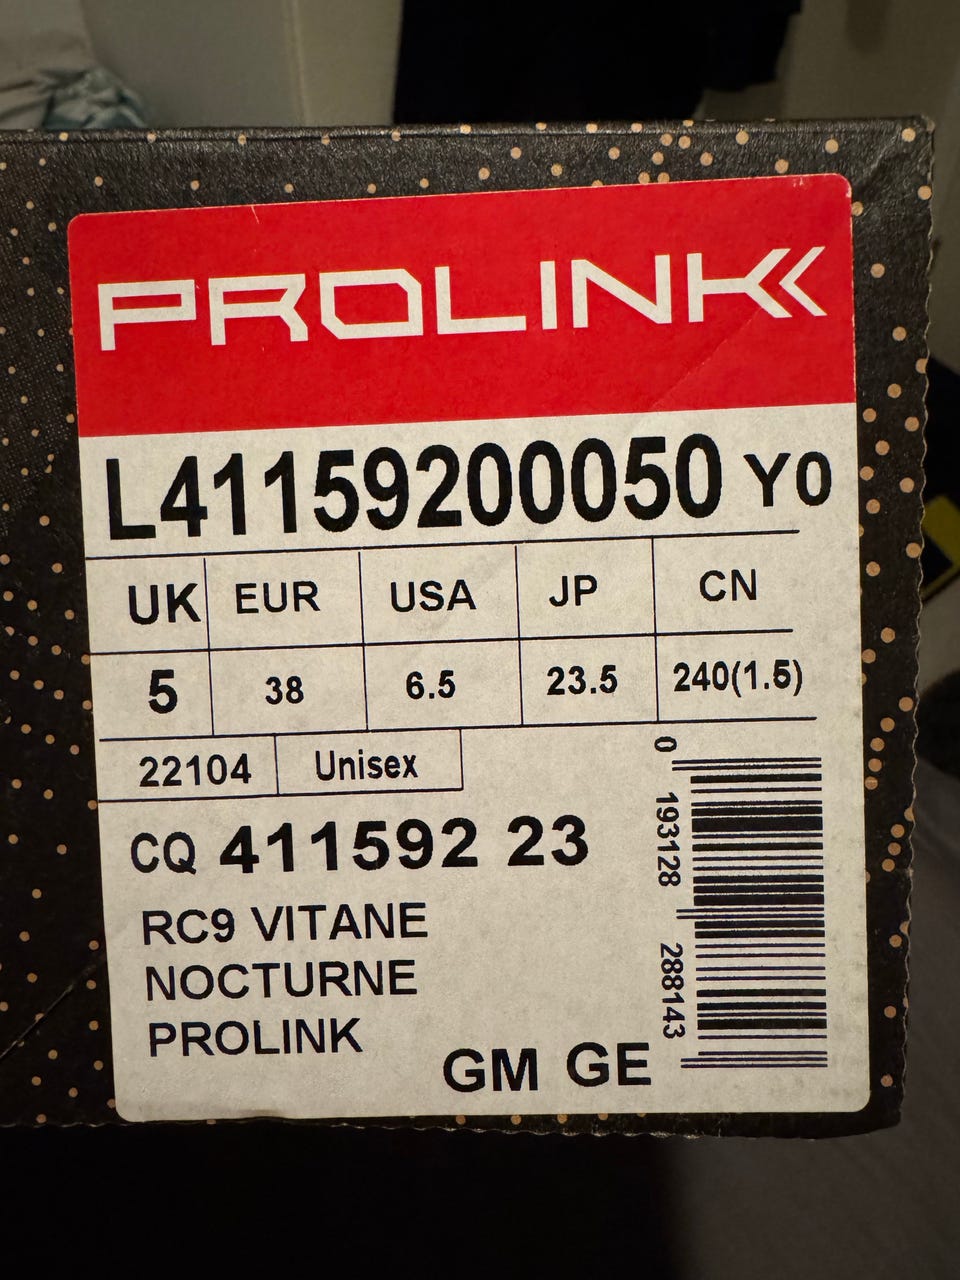 PROLINK
L41159200050 Y0
UK EUR USA JP CN
5 38 6.5 23.5 240(1.5)
22104 Unisex
CQ 411592 23
RC9 VITANE
NOCTURNE
PROLINK
GM GE
0 193128 288143